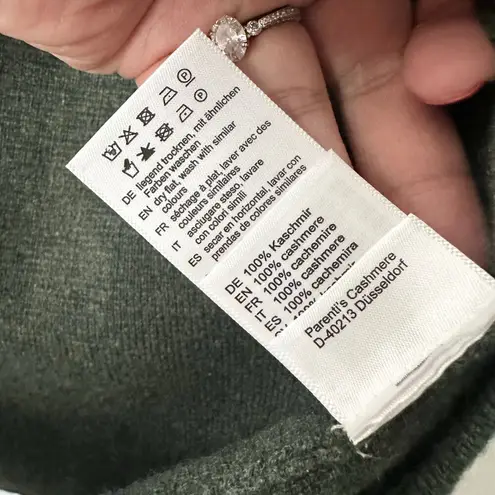 DE liegend trocknen, mit ähnlichen
Farben waschen
EN dry flat, wash with similar
colours
FR séchage à plat, laver avec des
couleurs similaires
IT asciugare steso, lavare
con colori simili
ES secar en horizontal, lavar con
prendas de colores similares
DE 100% Kaschmir
EN 100% cashmere
FR 100% cachemire
IT 100% cashmere
ES 100% cachemira
Parenti's Cashmere
D-40213 Düsseldorf